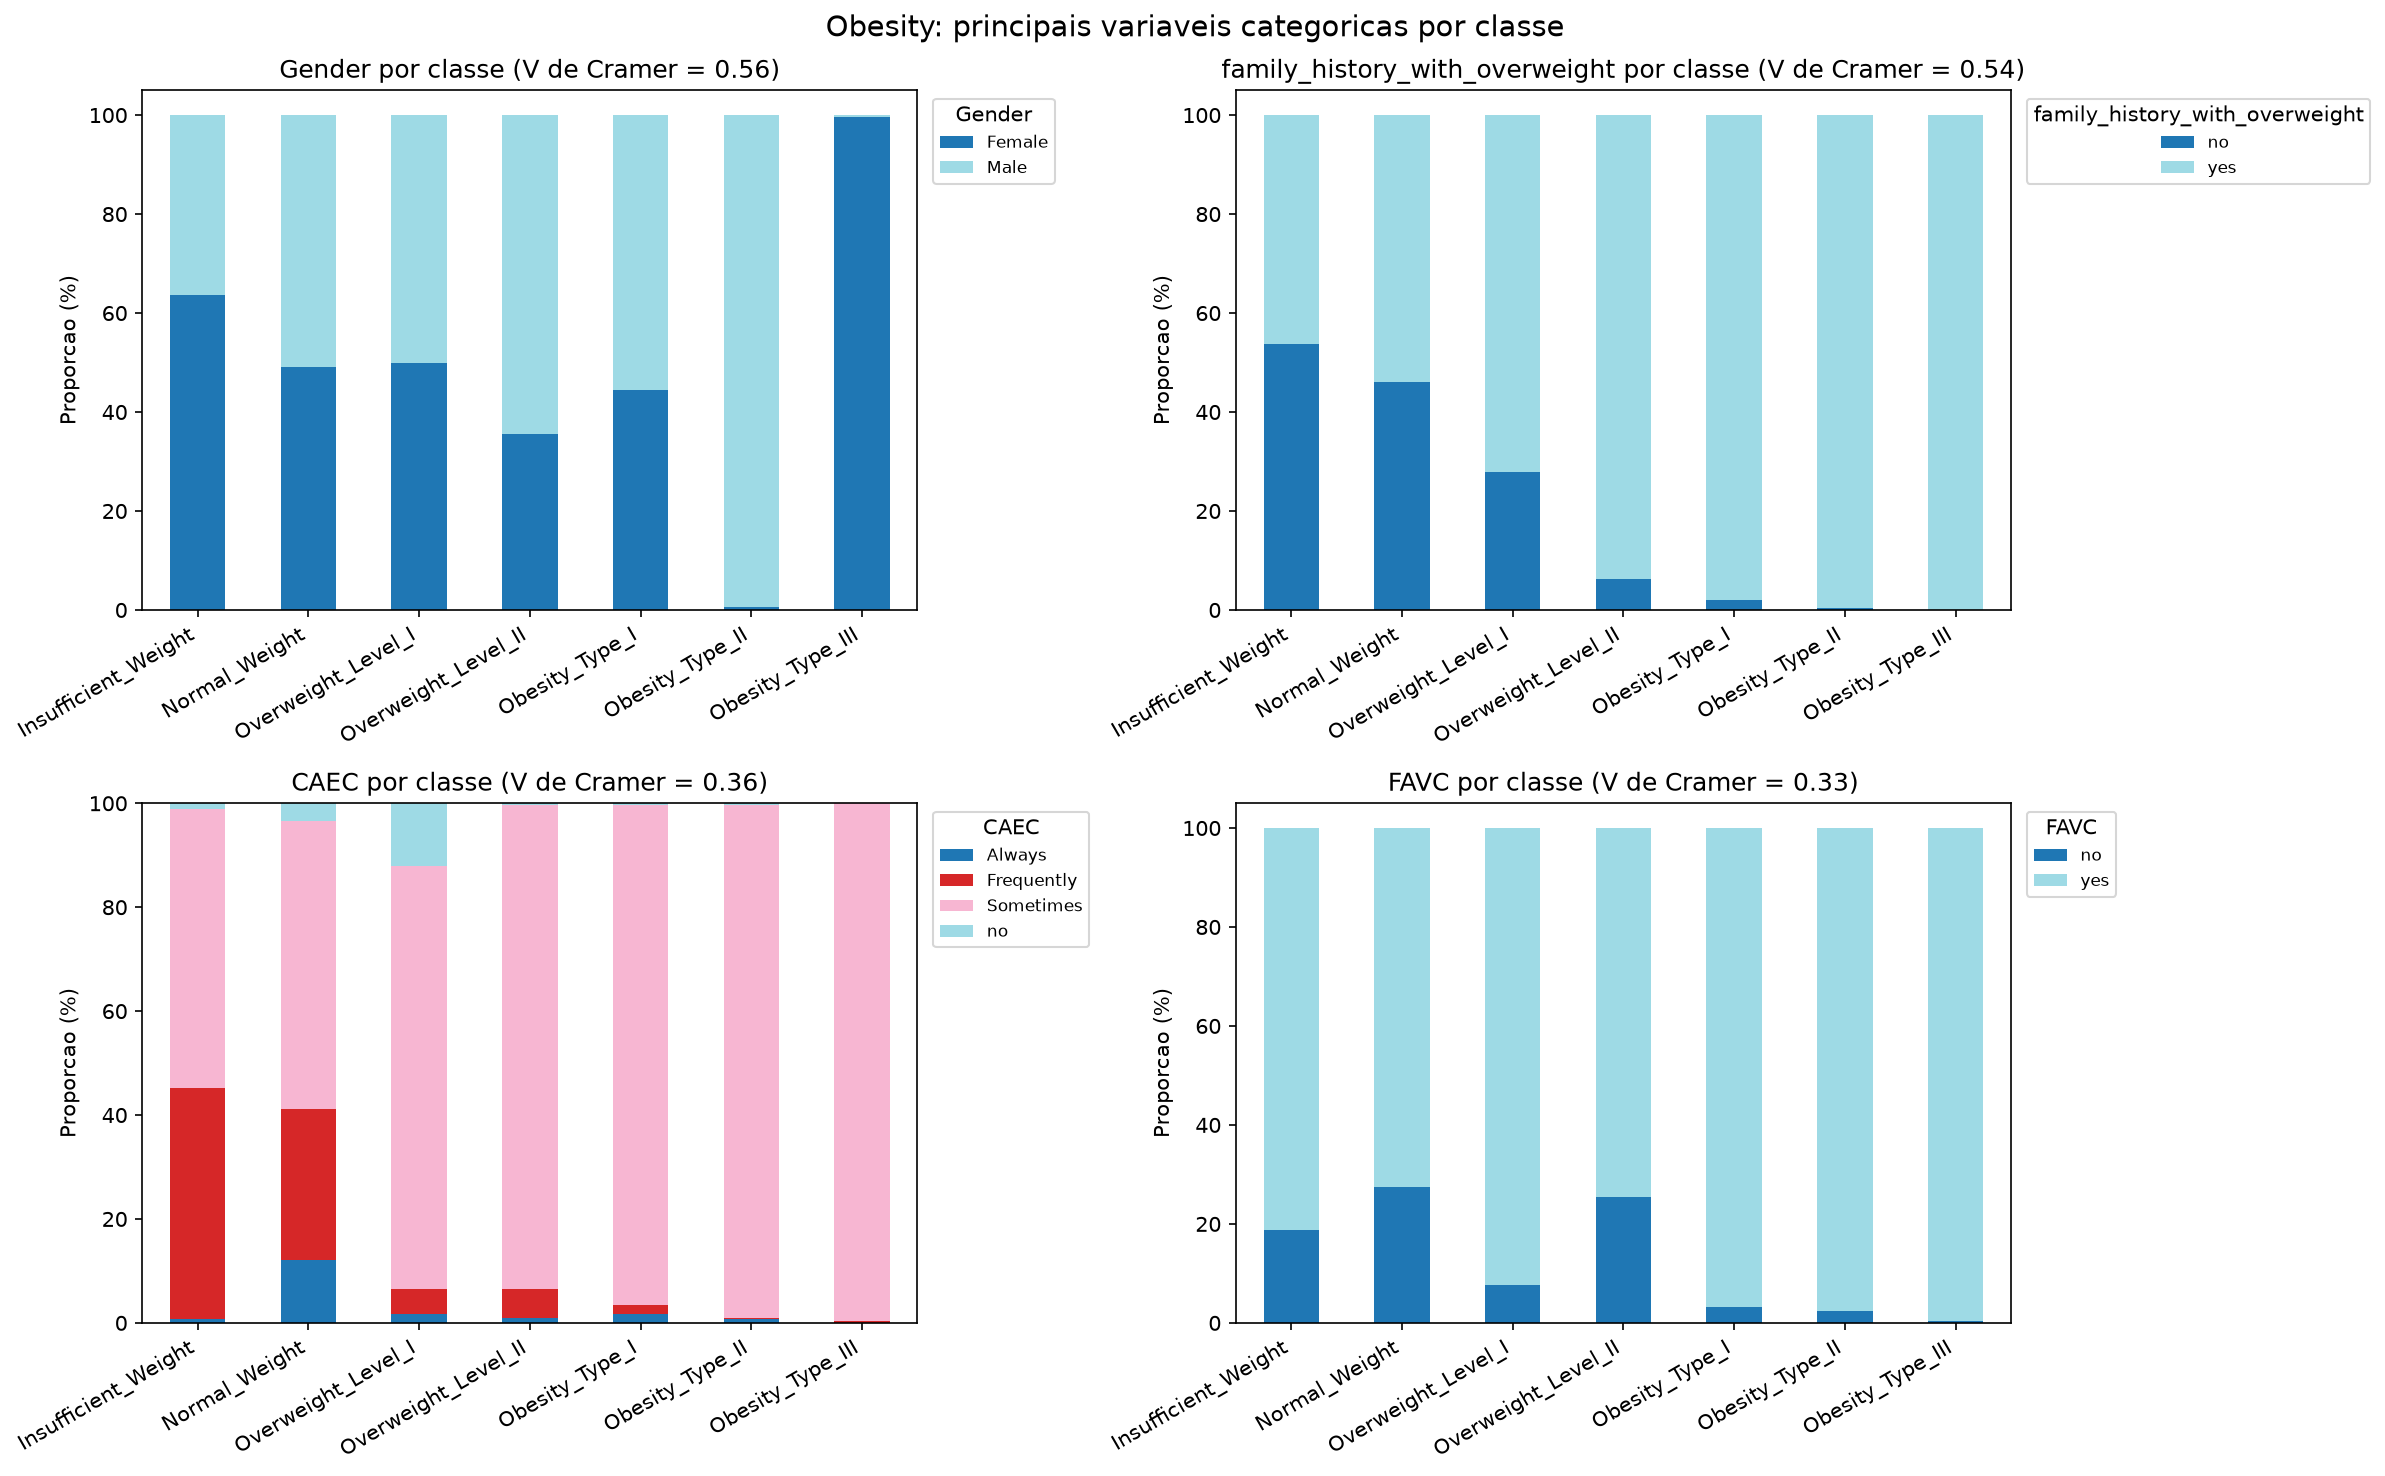 Obesity: principais variaveis categoricas por classe
Gender por classe (V de Cramer = 0.56)
Proporcao (%)
100
80
60
40
20
0
Insufficient_Weight
Normal_Weight
Overweight_Level_I
Overweight_Level_II
Obesity_Type_I
Obesity_Type_II
Obesity_Type_III
Gender
Female
Male
family_history_with_overweight por classe (V de Cramer = 0.54)
Proporcao (%)
100
80
60
40
20
0
Insufficient_Weight
Normal_Weight
Overweight_Level_I
Overweight_Level_II
Obesity_Type_I
Obesity_Type_II
Obesity_Type_III
family_history_with_overweight
no
yes
CAEC por classe (V de Cramer = 0.36)
Proporcao (%)
100
80
60
40
20
0
Insufficient_Weight
Normal_Weight
Overweight_Level_I
Overweight_Level_II
Obesity_Type_I
Obesity_Type_II
Obesity_Type_III
CAEC
Always
Frequently
Sometimes
no
FAVC por classe (V de Cramer = 0.33)
Proporcao (%)
100
80
60
40
20
0
Insufficient_Weight
Normal_Weight
Overweight_Level_I
Overweight_Level_II
Obesity_Type_I
Obesity_Type_II
Obesity_Type_III
FAVC
no
yes